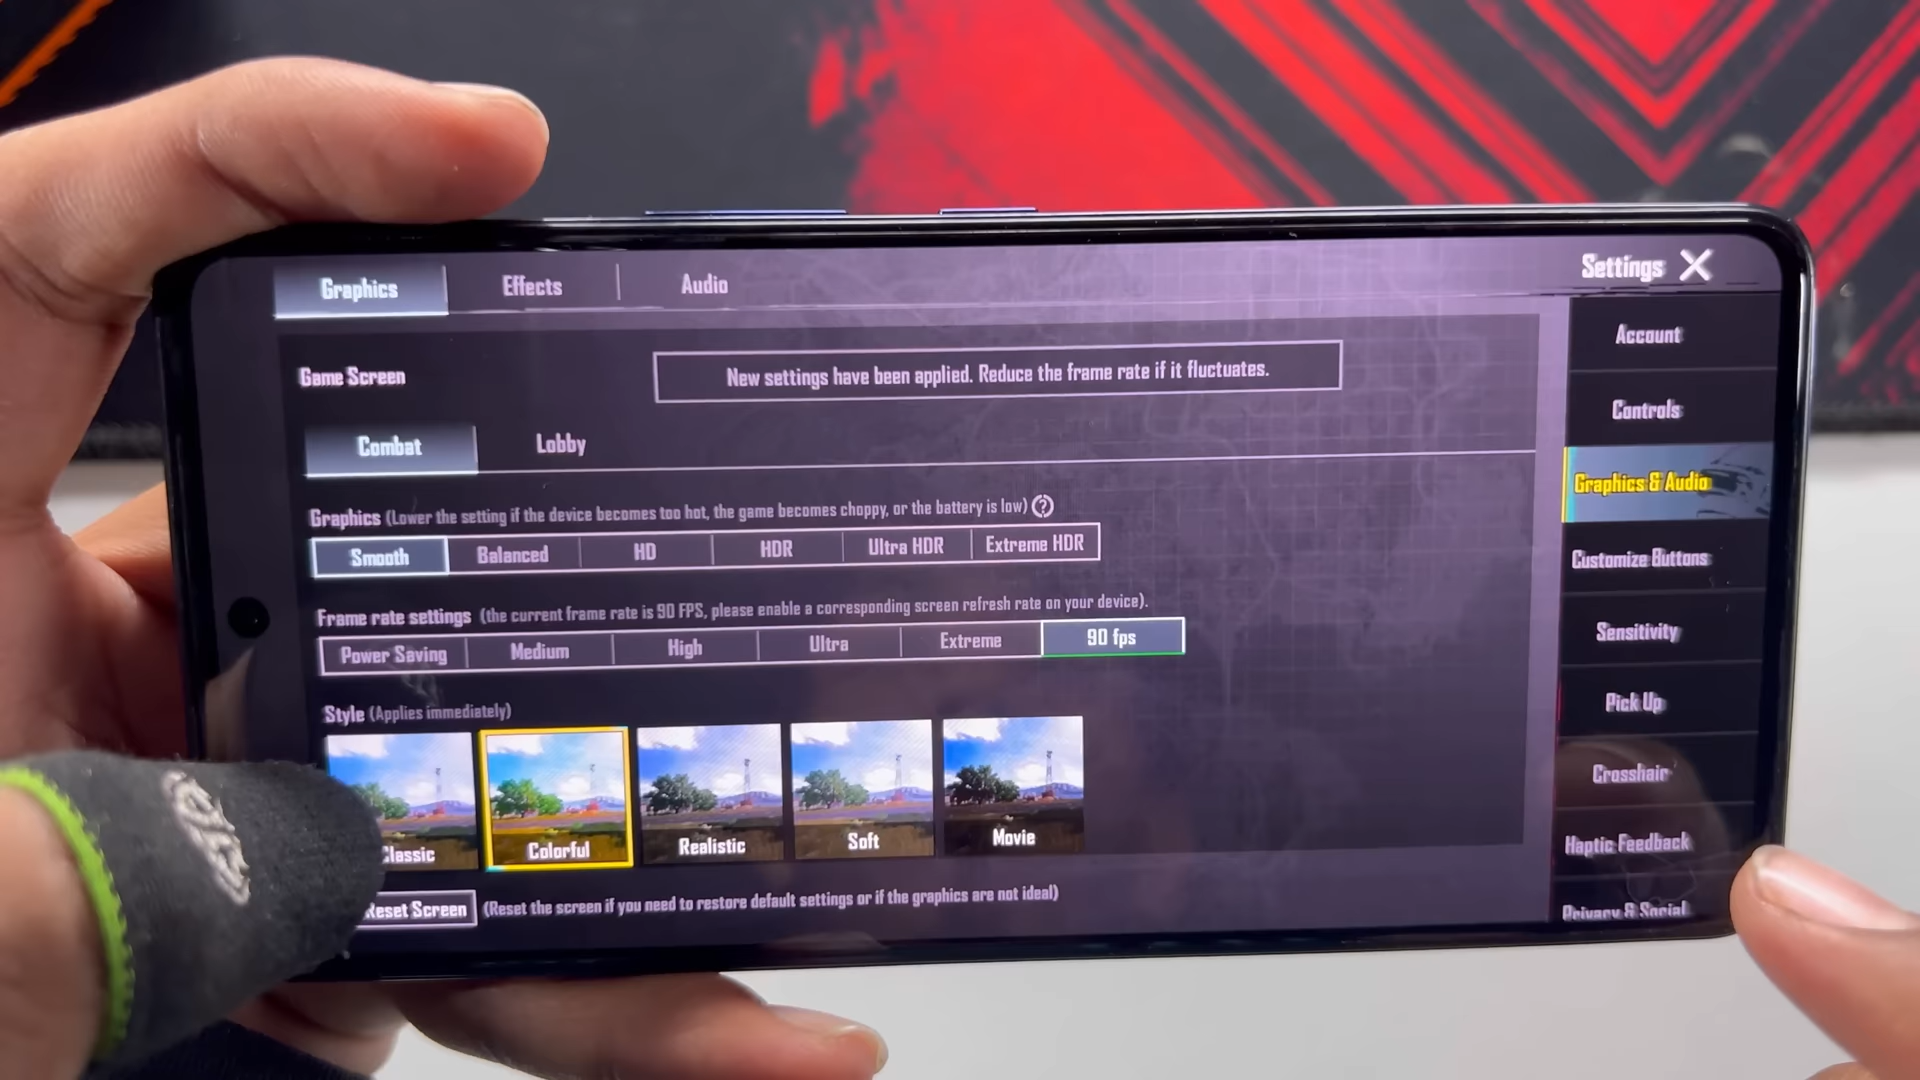 Graphics Effects Audio
Settings
Game Screen
New settings have been applied. Reduce the frame rate if it fluctuates.
Combat Lobby
Graphics (Lower the setting if the device becomes too hot, the game becomes choppy, or the battery is low) ?
Smooth Balanced HD HDR Ultra HDR Extreme HDR
Frame rate settings (the current frame rate is 90 FPS, please enable a corresponding screen refresh rate on your device).
Power Saving Medium High Ultra Extreme 90 fps
Style (Applies immediately)
Classic Colorful Realistic Soft Movie
Reset Screen (Reset the screen if you need to restore default settings or if the graphics are not ideal)
Account
Controls
Graphics & Audio
Customize Buttons
Sensitivity
Pick Up
Crosshair
Haptic Feedback
Privacy & Social